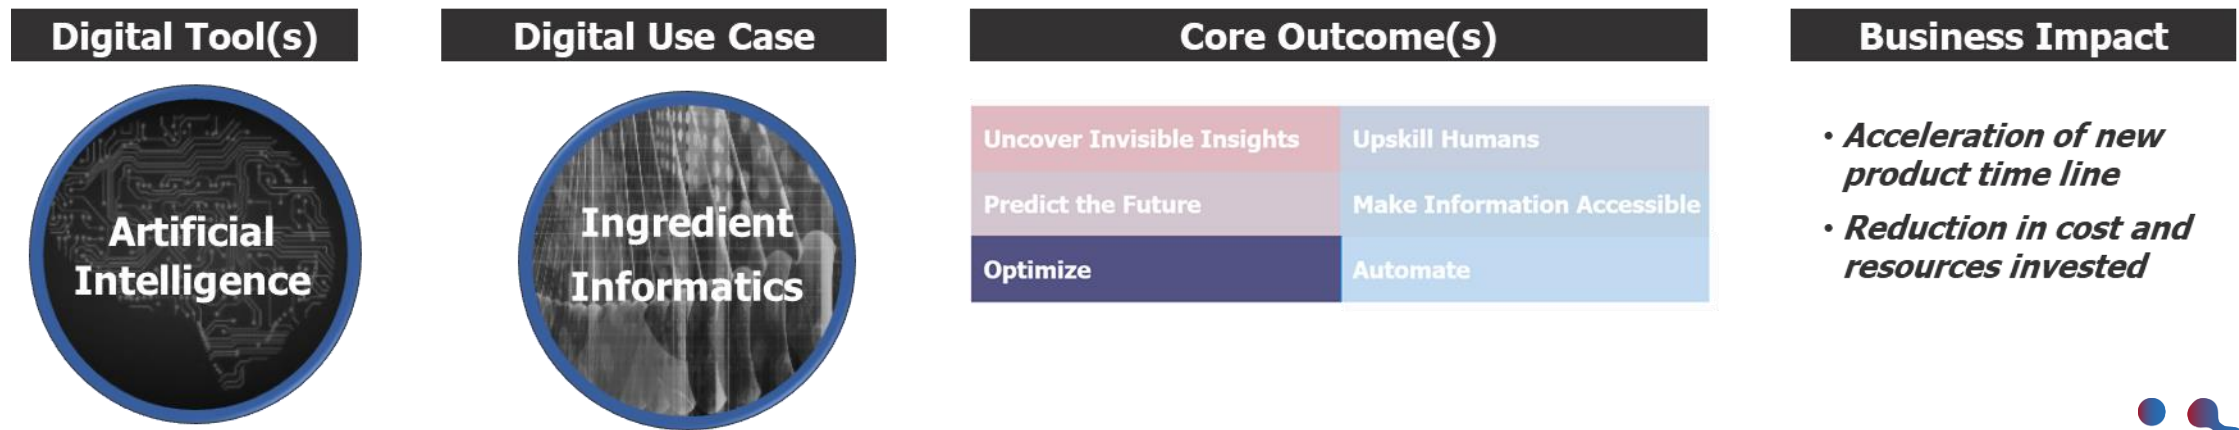 Digital Tool(s)
Digital Use Case
Core Outcome(s)
Business Impact
Artificial
Intelligence
Ingredient
Informatics
Uncover Invisible Insights
Upskill Humans
Predict the Future
Make Information Accessible
Optimize
Automate
• Acceleration of new
product time line
• Reduction in cost and
resources invested